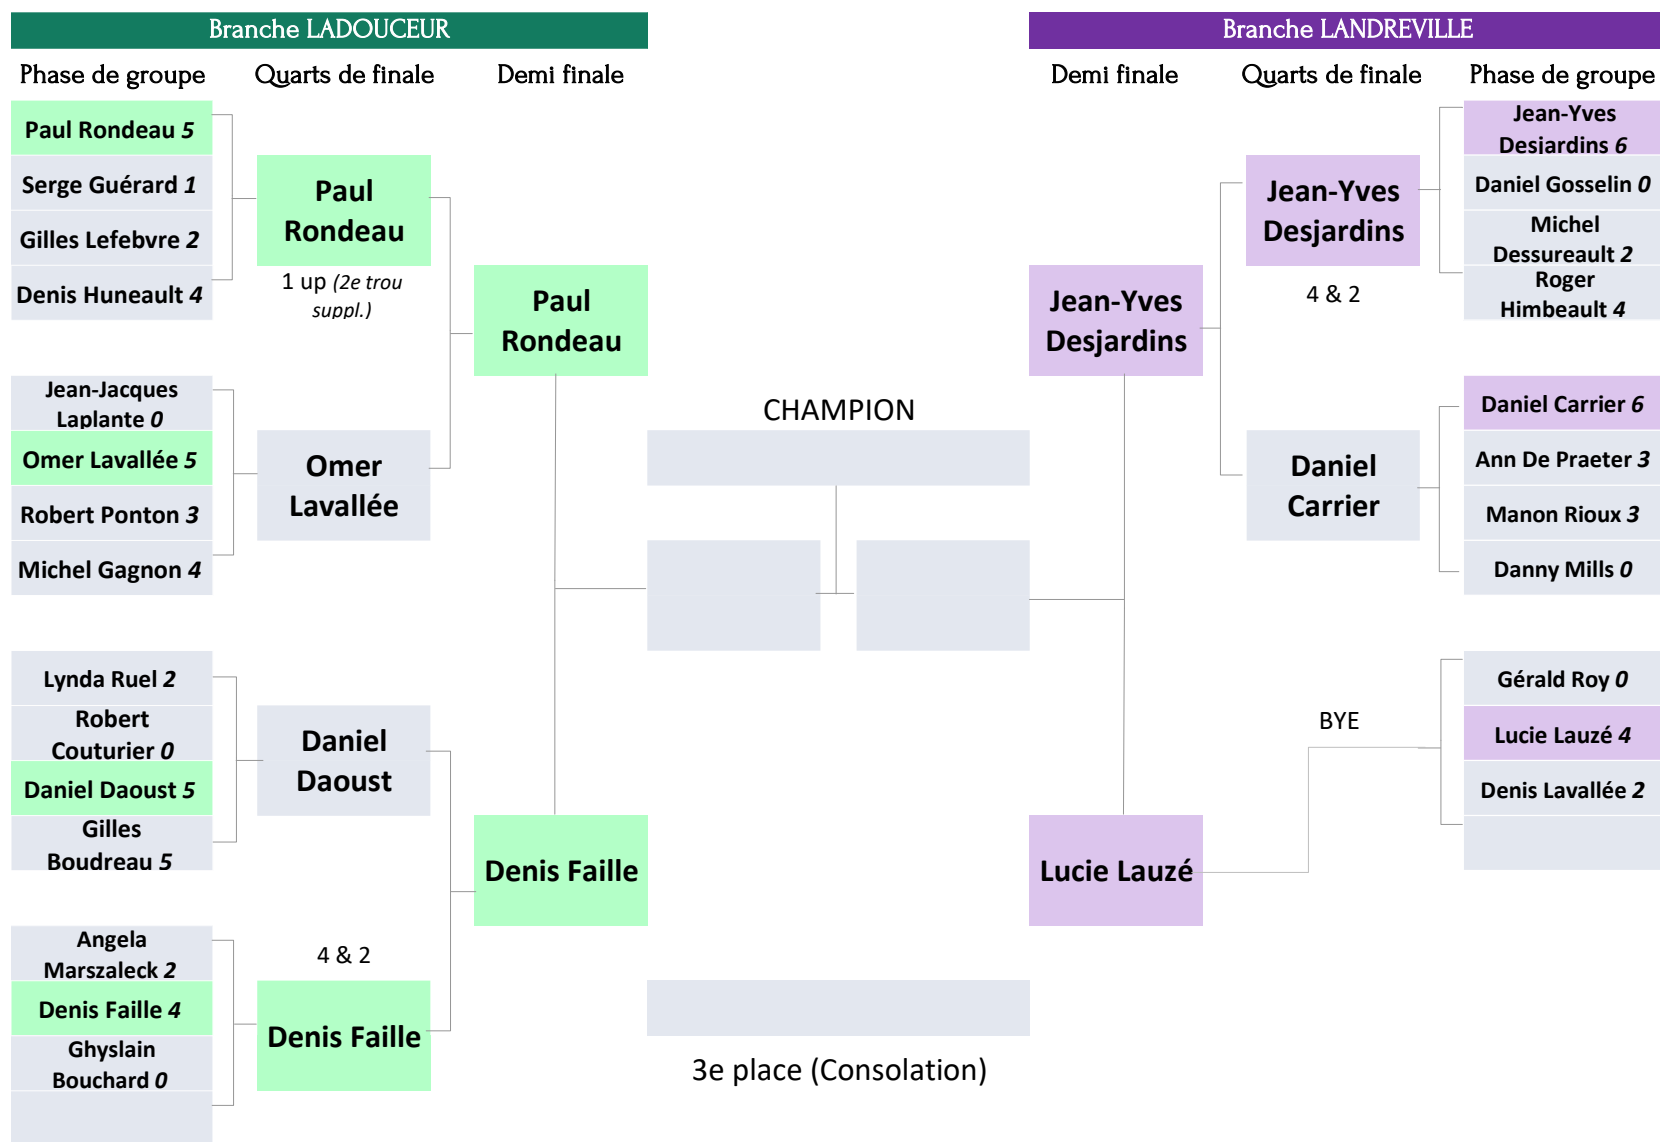 Branche LADOUCEUR
Phase de groupe
Quarts de finale
Demi finale
Paul Rondeau 5
Serge Guérard 1
Gilles Lefebvre 2
Denis Huneault 4
Paul
Rondeau
1 up (2e trou
suppl.)
Paul
Rondeau
Jean-Jacques
Laplante 0
Omer Lavallée 5
Robert Ponton 3
Michel Gagnon 4
Omer
Lavallée
Lynda Ruel 2
Robert
Couturier 0
Daniel Daoust 5
Gilles
Boudreau 5
Daniel
Daoust
Denis Faille
Angela
Marszaleck 2
Denis Faille 4
Ghyslain
Bouchard 0
4 & 2
Denis Faille
CHAMPION
3e place (Consolation)
Branche LANDREVILLE
Demi finale
Quarts de finale
Phase de groupe
Jean-Yves
Desjardins
Jean-Yves
Desjardins
4 & 2
Jean-Yves
Desjardins 6
Daniel Gosselin 0
Michel
Dessureault 2
Roger
Himbeault 4
Daniel
Carrier
Daniel Carrier 6
Ann De Praeter 3
Manon Rioux 3
Danny Mills 0
Lucie Lauzé
BYE
Gérald Roy 0
Lucie Lauzé 4
Denis Lavallée 2